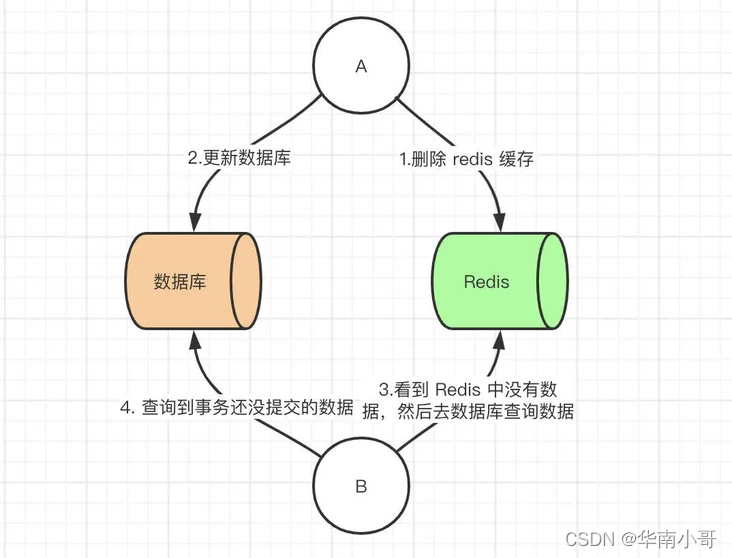 A
2.更新数据库
1.删除 redis 缓存
数据库
Redis
4. 查询到事务还没提交的数据
3.看到 Redis 中没有数
据，然后去数据库查询数据
B
CSDN @华南小哥